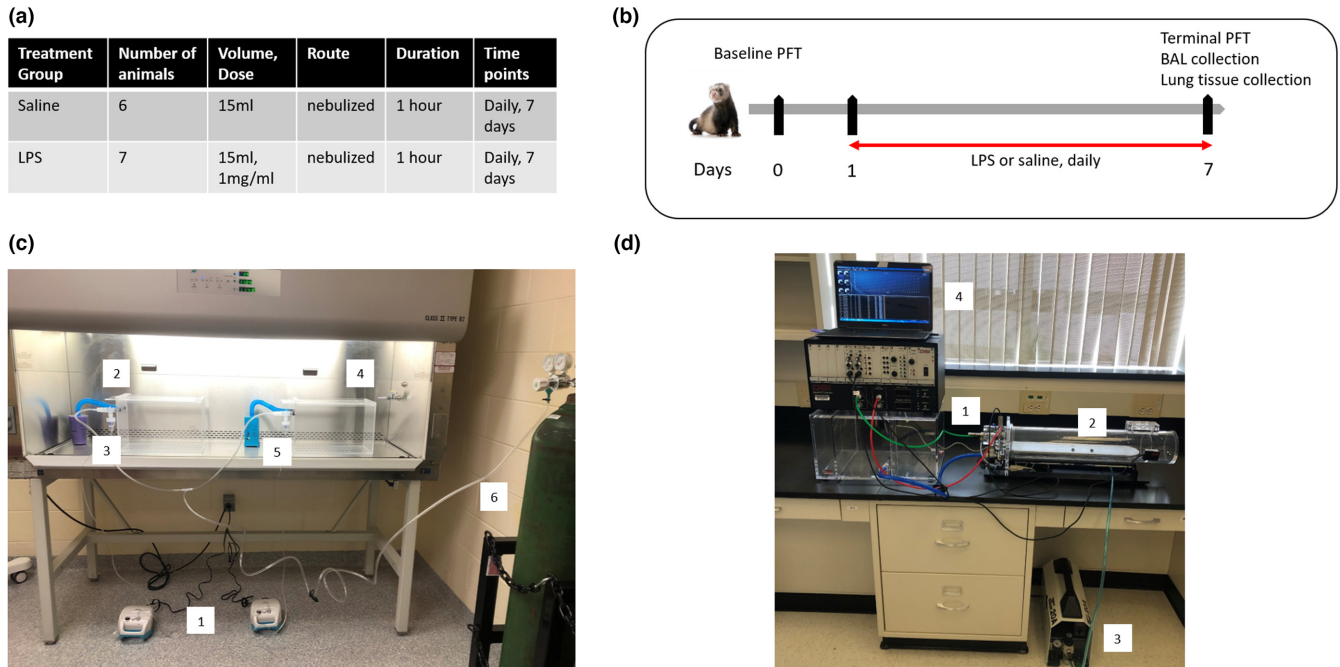 (a)
Treatment Group | Number of animals | Volume, Dose | Route | Duration | Time points
Saline | 6 | 15ml | nebulized | 1 hour | Daily, 7 days
LPS | 7 | 15ml, 1mg/ml | nebulized | 1 hour | Daily, 7 days
(b)
Baseline PFT
Terminal PFT
BAL collection
Lung tissue collection
LPS or saline, daily
Days 0 1 7
(c)
CLASS II TYPE B2
2
4
3
5
6
1
(d)
4
1
2
3